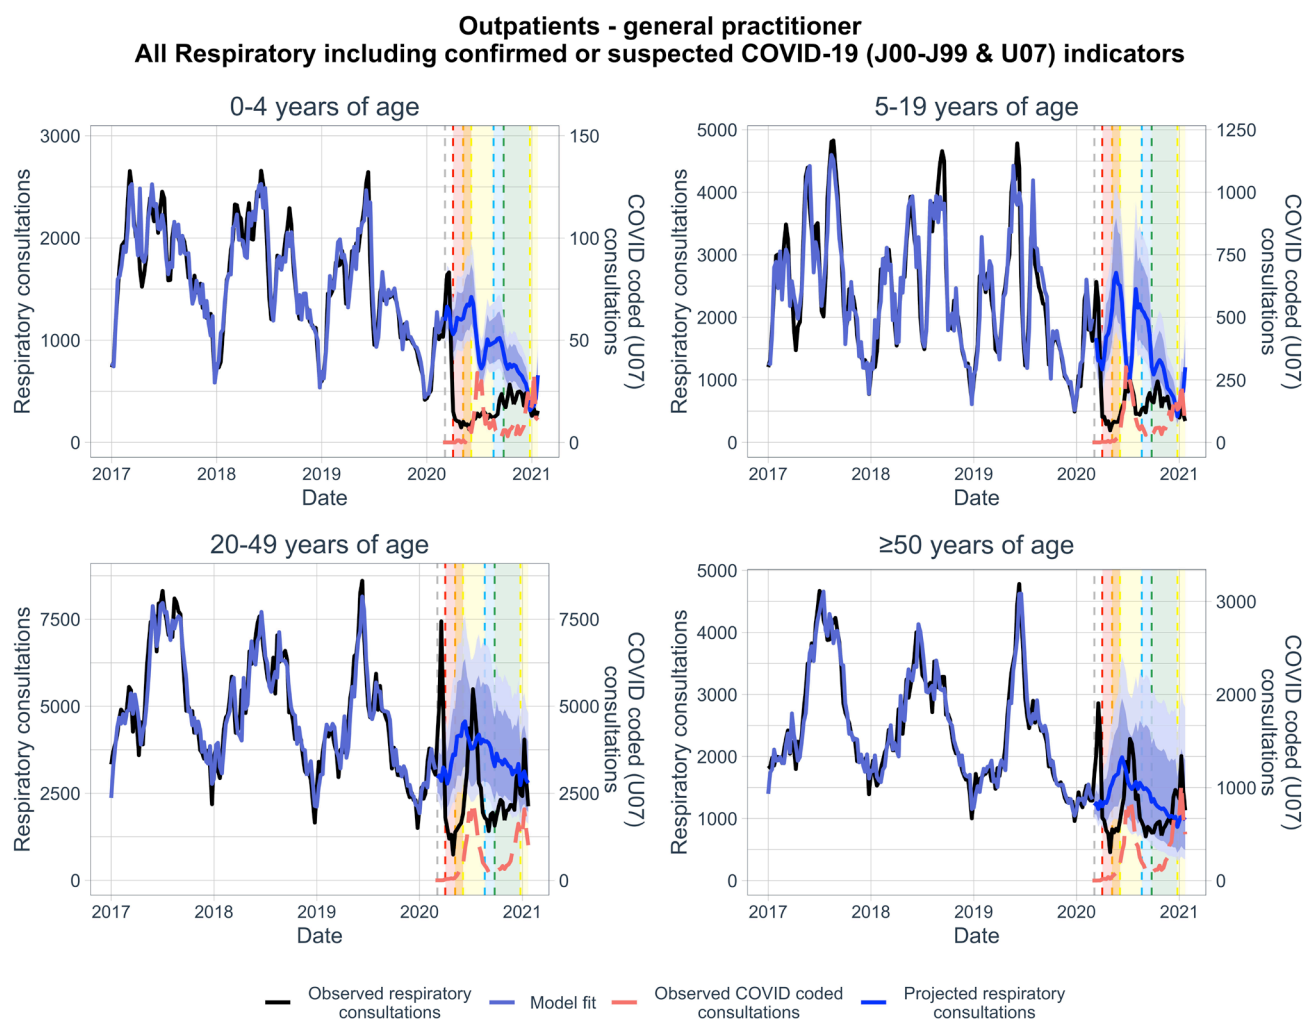 Outpatients - general practitioner
All Respiratory including confirmed or suspected COVID-19 (J00-J99 & U07) indicators
0-4 years of age
Respiratory consultations
3000
2000
1000
0
150
100
50
0
COVID coded (U07)
consultations
2017
2018
2019
2020
2021
Date
5-19 years of age
Respiratory consultations
5000
4000
3000
2000
1000
0
1250
1000
750
500
250
0
COVID coded (U07)
consultations
2017
2018
2019
2020
2021
Date
20-49 years of age
Respiratory consultations
7500
5000
2500
0
7500
5000
2500
0
COVID coded (U07)
consultations
2017
2018
2019
2020
2021
Date
≥50 years of age
Respiratory consultations
5000
4000
3000
2000
1000
0
3000
2000
1000
0
COVID coded (U07)
consultations
2017
2018
2019
2020
2021
Date
Observed respiratory
consultations
Model fit
Observed COVID coded
consultations
Projected respiratory
consultations